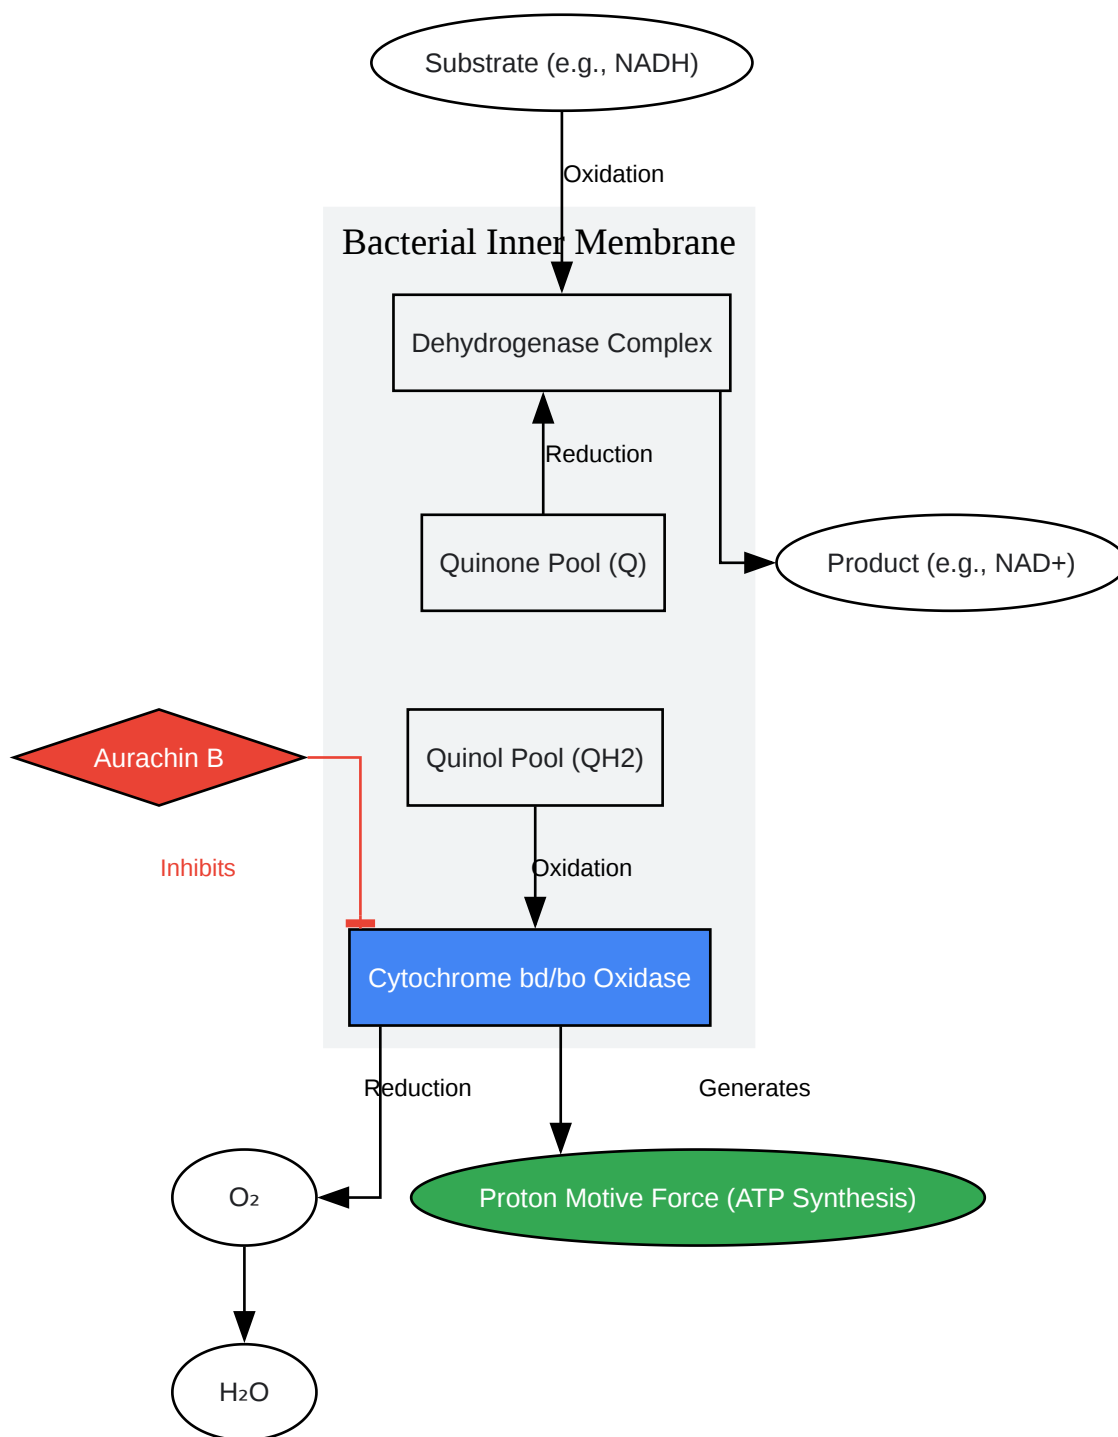 Substrate (e.g., NADH)
Oxidation
Bacterial Inner Membrane
Dehydrogenase Complex
Reduction
Quinone Pool (Q)
Product (e.g., NAD+)
Aurachin B
Quinol Pool (QH2)
Inhibits
Oxidation
Cytochrome bd/bo Oxidase
Reduction
Generates
O₂
Proton Motive Force (ATP Synthesis)
H₂O